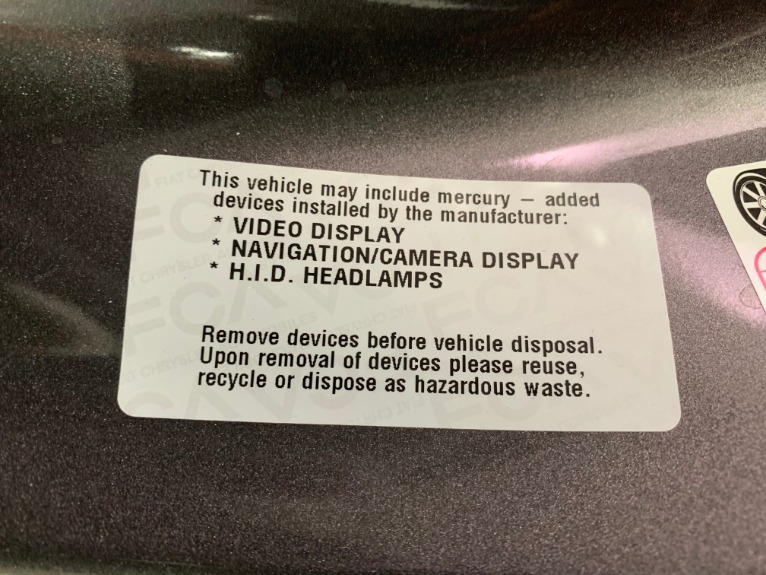 This vehicle may include mercury — added
devices installed by the manufacturer:
* VIDEO DISPLAY
* NAVIGATION/CAMERA DISPLAY
* H.I.D. HEADLAMPS
Remove devices before vehicle disposal.
Upon removal of devices please reuse,
recycle or dispose as hazardous waste.